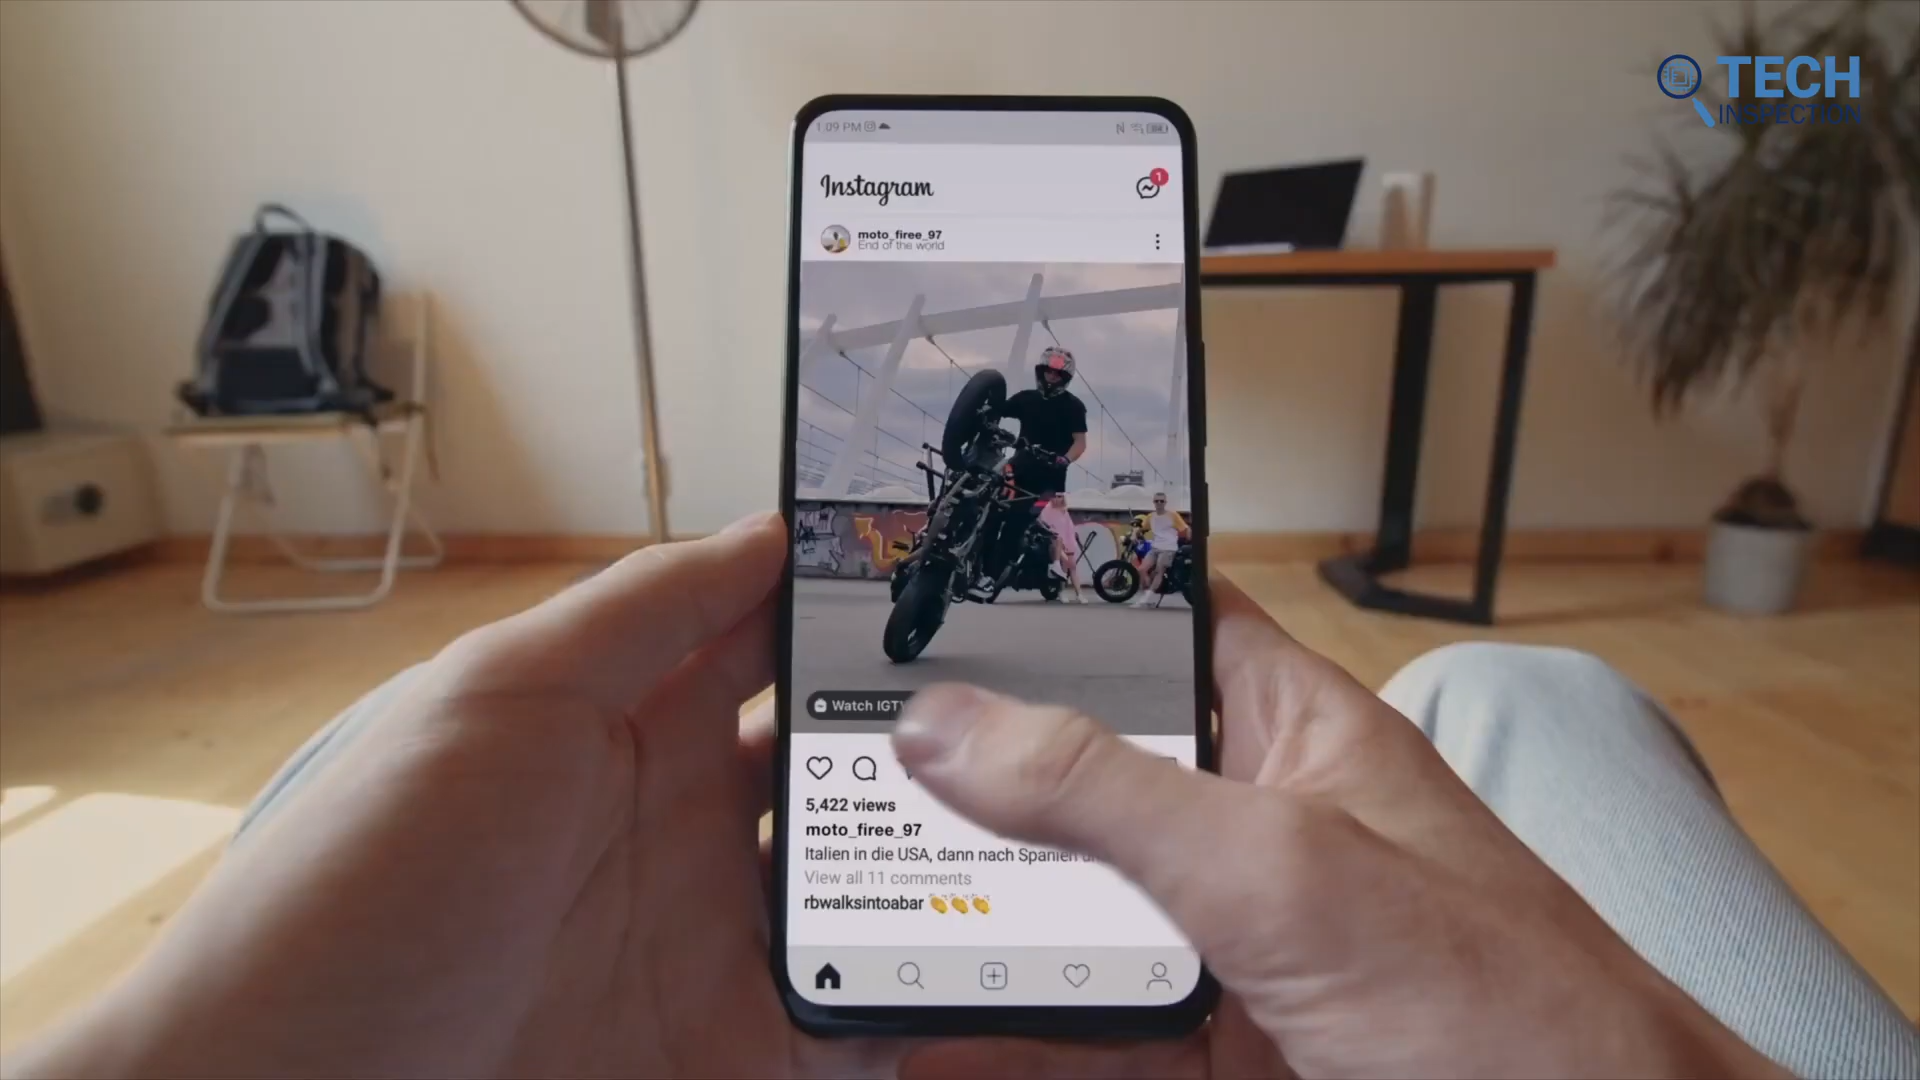 TECH
INSPECTION
1:09 PM
Instagram
1
moto_firee_97
End of the world
Watch IGTV
5,422 views
moto_firee_97
Italien in die USA, dann nach Spanien
View all 11 comments
rbwalksintoabar 👏👏👏